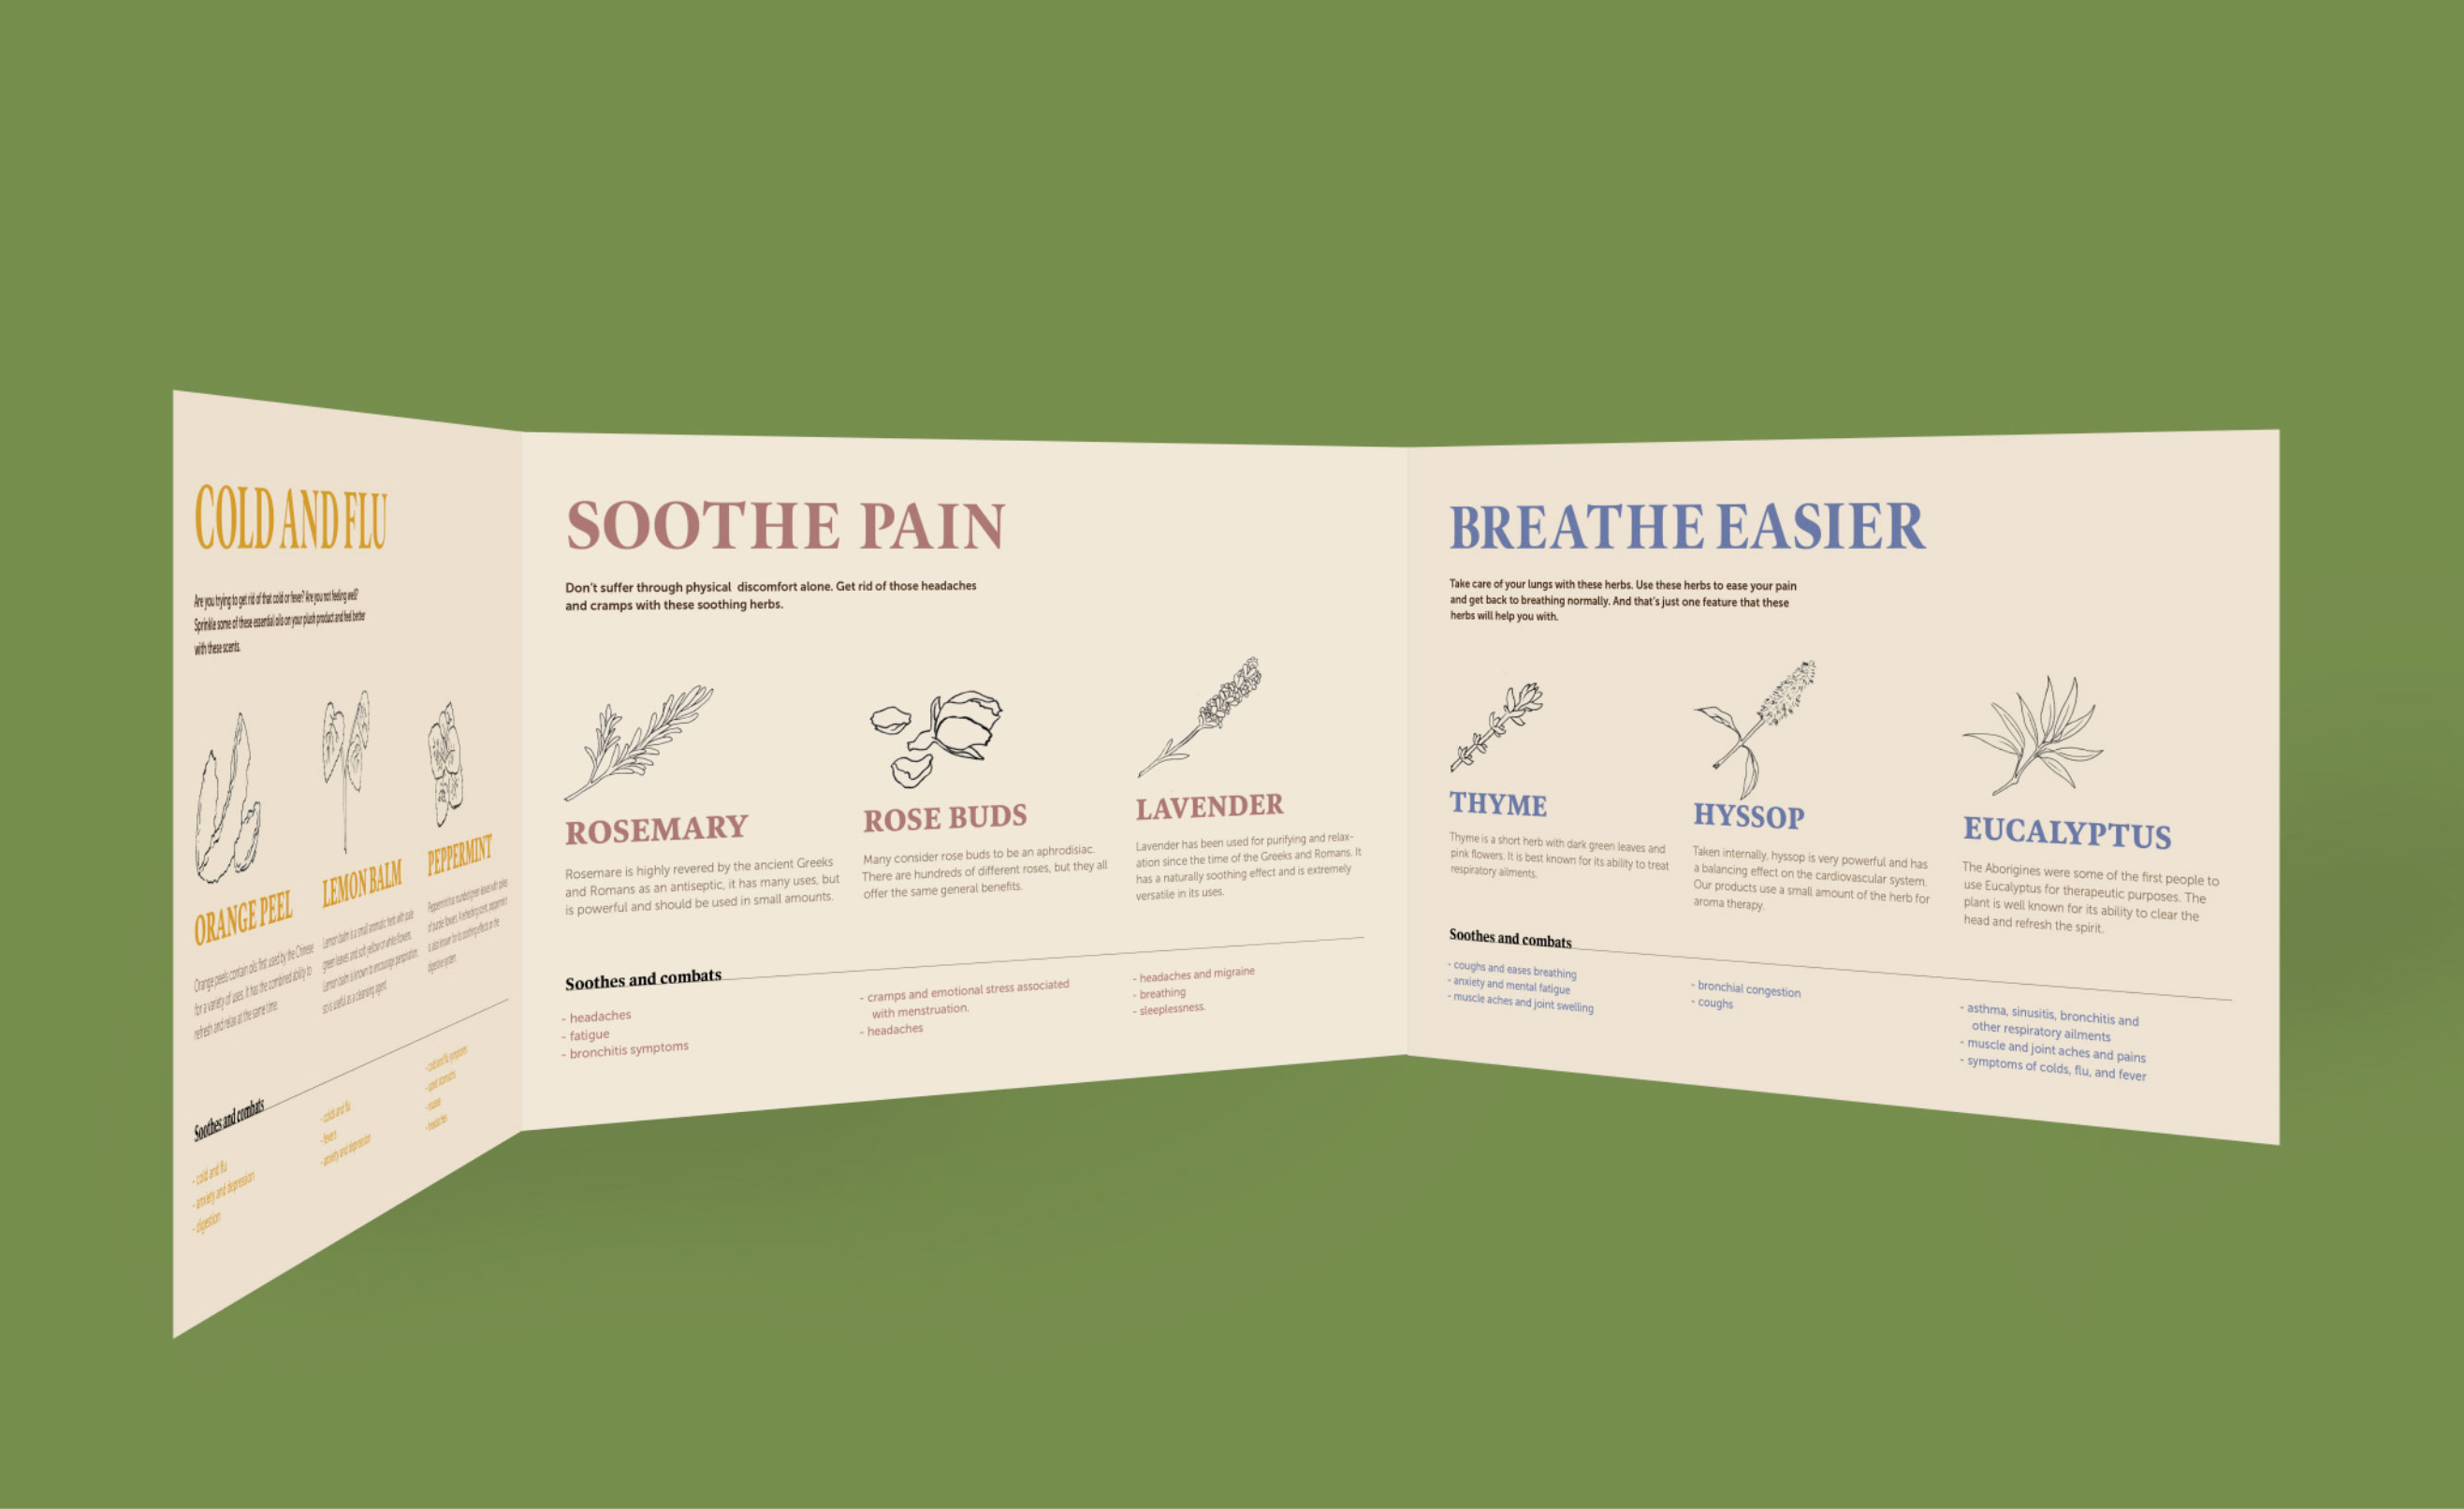 COLD AND FLU
Are you trying to get rid of that cold or fever? Are you not feeling well?
Sprinkle some of these essential oils on your plush product and feel better
with these scents.
ORANGE PEEL
Orange peels contain oils first used by the Chinese
for a variety of uses. It has the combined ability to
refresh and relax at the same time.
LEMON BALM
Lemon balm is a small aromatic herb with pale
green leaves and soft yellow or white flowers.
Lemon balm is known to encourage perspiration,
so is useful as a cleansing agent.
PEPPERMINT
Peppermint has rounded green leaves with spikes
of purple flowers. A refreshing scent, peppermint
is also known for its soothing effects on the
digestive system.
Soothes and combats
- cold and flu
- anxiety and depression
- digestion
- colds and flu
- fevers
- anxiety and depression
- cold and flu symptoms
- upset stomachs
- nausea
- headaches
SOOTHE PAIN
Don't suffer through physical  discomfort alone. Get rid of those headaches
and cramps with these soothing herbs.
ROSEMARY
Rosemare is highly revered by the ancient Greeks
and Romans as an antiseptic, it has many uses, but
is powerful and should be used in small amounts.
ROSE BUDS
Many consider rose buds to be an aphrodisiac.
There are hundreds of different roses, but they all
offer the same general benefits.
LAVENDER
Lavender has been used for purifying and relax-
ation since the time of the Greeks and Romans. It
has a naturally soothing effect and is extremely
versatile in its uses.
Soothes and combats
- headaches
- fatigue
- bronchitis symptoms
- cramps and emotional stress associated
with menstruation.
- headaches
- headaches and migraine
- breathing
- sleeplessness.
BREATHE EASIER
Take care of your lungs with these herbs. Use these herbs to ease your pain
and get back to breathing normally. And that's just one feature that these
herbs will help you with.
THYME
Thyme is a short herb with dark green leaves and
pink flowers. It is best known for its ability to treat
respiratory ailments.
HYSSOP
Taken internally, hyssop is very powerful and has
a balancing effect on the cardiovascular system.
Our products use a small amount of the herb for
aroma therapy.
EUCALYPTUS
The Aborigines were some of the first people to
use Eucalyptus for therapeutic purposes. The
plant is well known for its ability to clear the
head and refresh the spirit.
Soothes and combats
- coughs and eases breathing
- anxiety and mental fatigue
- muscle aches and joint swelling
- bronchial congestion
- coughs
- asthma, sinusitis, bronchitis and
other respiratory ailments
- muscle and joint aches and pains
- symptoms of colds, flu, and fever